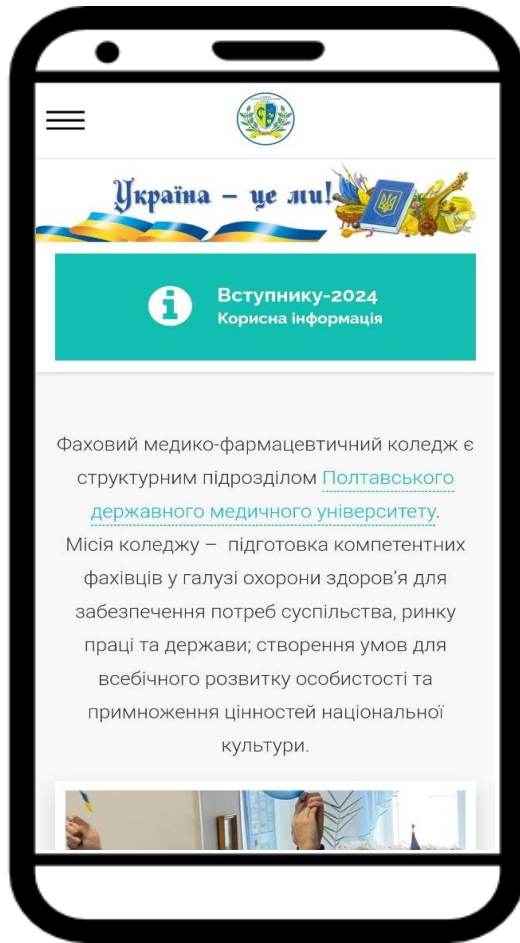 Україна – це ми!
Вступнику-2024
Корисна інформація
Фаховий медико-фармацевтичний коледж є
структурним підрозділом Полтавського
державного медичного університету.
Місія коледжу – підготовка компетентних
фахівців у галузі охорони здоров’я для
забезпечення потреб суспільства, ринку
праці та держави; створення умов для
всебічного розвитку особистості та
примноження цінностей національної
культури.